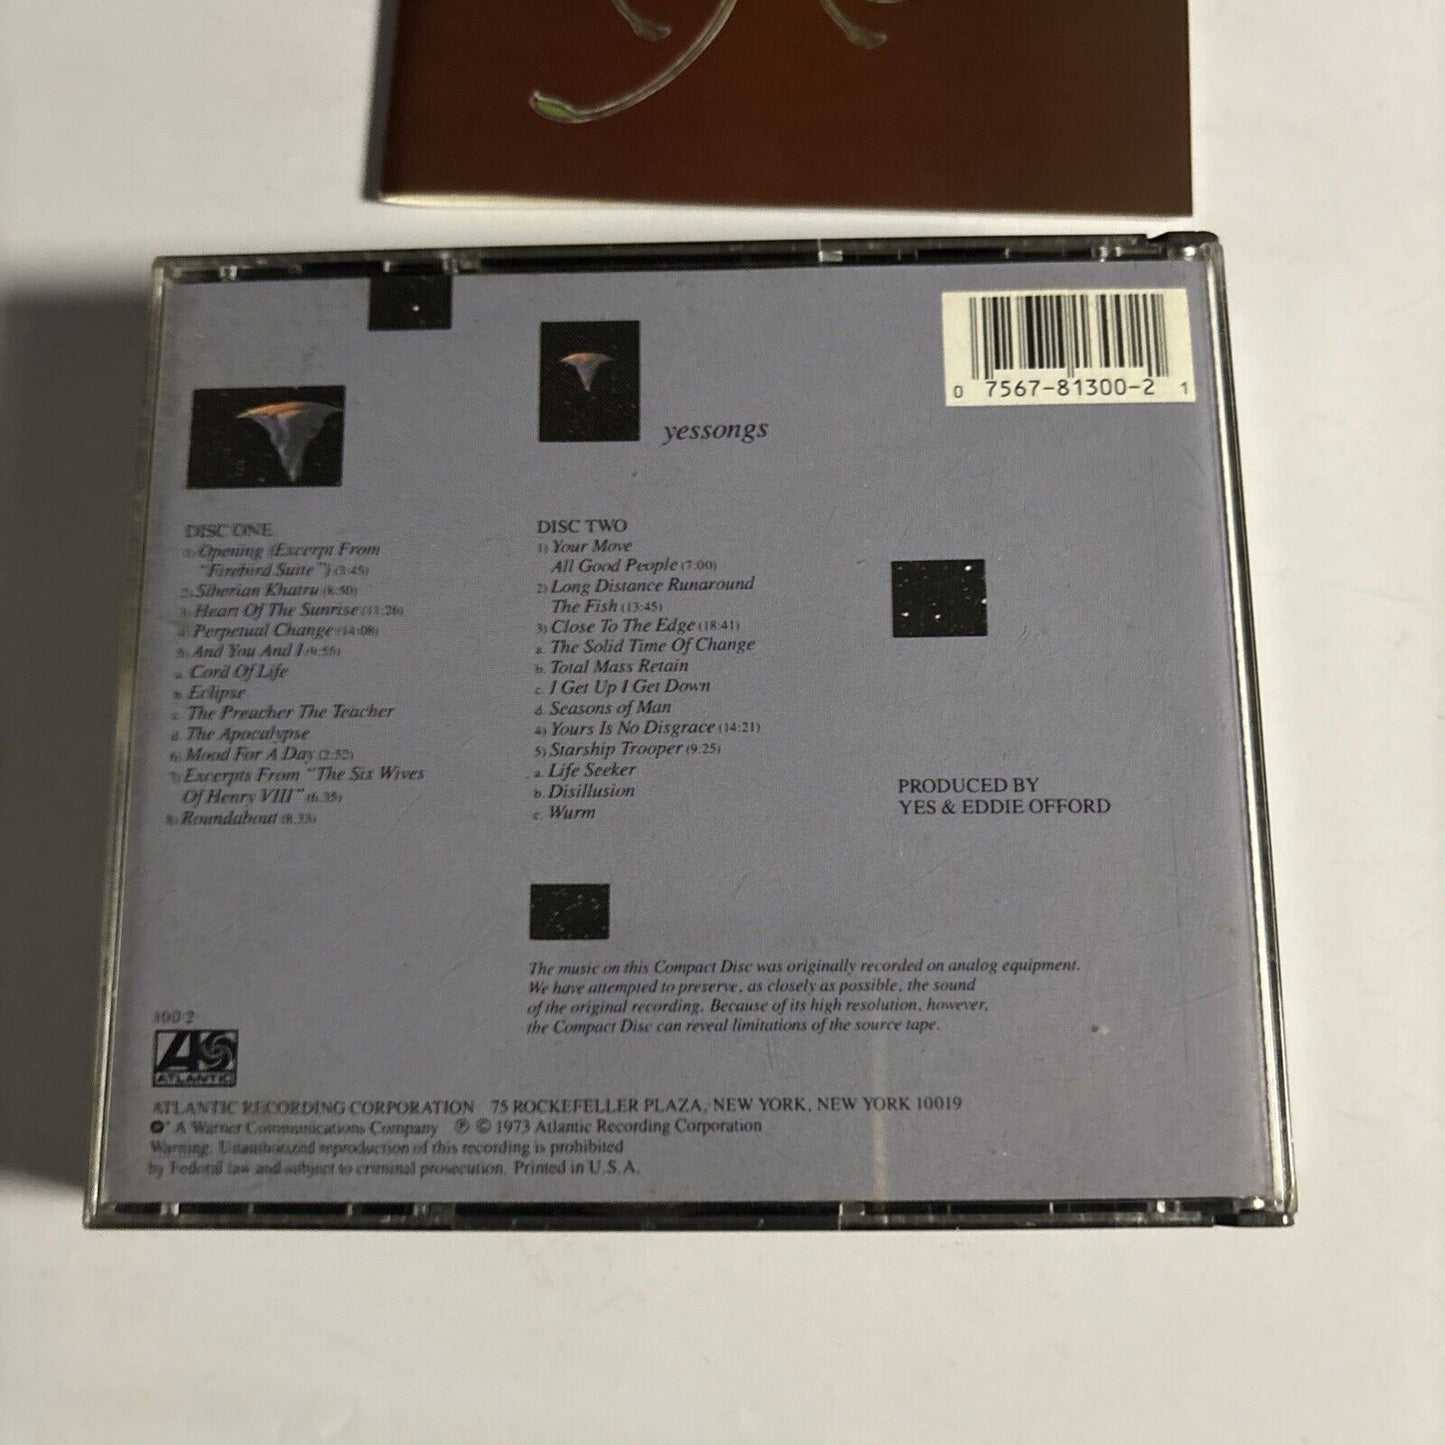 0 7567-81300-2 1
yessongs
DISC ONE
1) Opening (Excerpt From
"Firebird Suite") (3:45)
2) Siberian Khatru (8:50)
3) Heart Of The Sunrise (11:26)
4) Perpetual Change (14:08)
5) And You And I (9:55)
a. Cord Of Life
b. Eclipse
c. The Preacher The Teacher
d. The Apocalypse
6) Mood For A Day (2:52)
7) Excerpts From "The Six Wives
Of Henry VIII" (6:35)
8) Roundabout (8:33)
DISC TWO
1) Your Move
All Good People (7:00)
2) Long Distance Runaround
The Fish (13:45)
3) Close To The Edge (18:41)
a. The Solid Time Of Change
b. Total Mass Retain
c. I Get Up I Get Down
d. Seasons of Man
4) Yours Is No Disgrace (14:21)
5) Starship Trooper (9:25)
a. Life Seeker
b. Disillusion
c. Wurm
PRODUCED BY
YES & EDDIE OFFORD
The music on this Compact Disc was originally recorded on analog equipment.
We have attempted to preserve, as closely as possible, the sound
of the original recording. Because of its high resolution, however,
the Compact Disc can reveal limitations of the source tape.
100-2
ATLANTIC
ATLANTIC RECORDING CORPORATION 75 ROCKEFELLER PLAZA, NEW YORK, NEW YORK 10019
A Warner Communications Company ℗ © 1973 Atlantic Recording Corporation
Warning: Unauthorized reproduction of this recording is prohibited
by Federal law and subject to criminal prosecution. Printed in U.S.A.